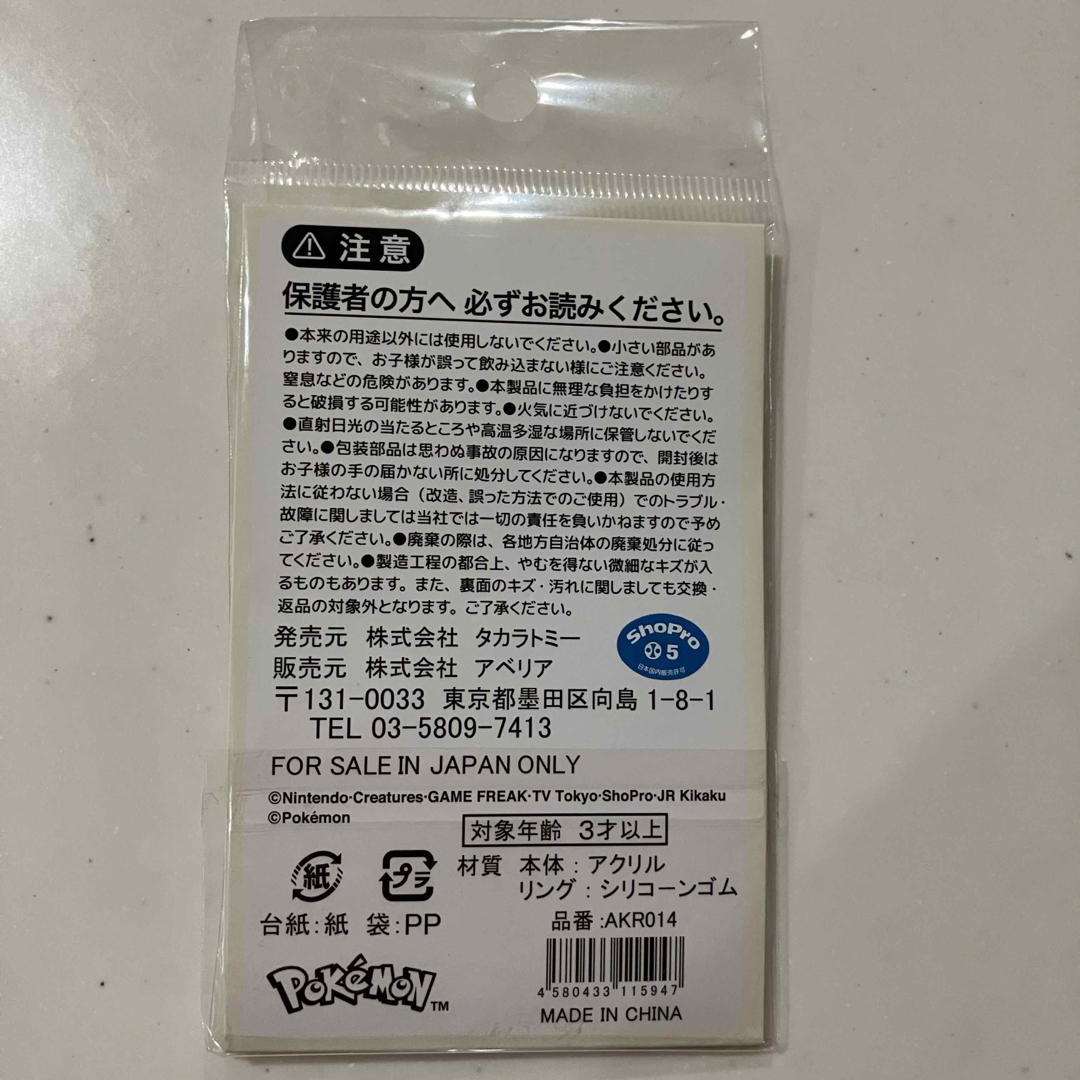 ⚠ 注意
保護者の方へ 必ずお読みください。
●本来の用途以外には使用しないでください。●小さい部品があ
りますので、お子様が誤って飲み込まない様にご注意ください。
窒息などの危険があります。●本製品に無理な負担をかけたりす
ると破損する可能性があります。●火気に近づけないでください。
●直射日光の当たるところや高温多湿な場所に保管しないでくだ
さい。●包装部品は思わぬ事故の原因になりますので、開封後は
お子様の手の届かない所に処分してください。●本製品の使用方
法に従わない場合（改造、誤った方法でのご使用）でのトラブル・
故障に関しましては当社では一切の責任を負いかねますので予め
ご了承ください。●廃棄の際は、各地方自治体の廃棄処分に従っ
てください。●製造工程の都合上、やむを得ない微細なキズが入
るものもあります。また、裏面のキズ・汚れに関しましても交換・
返品の対象外となります。ご了承ください。
発売元 株式会社 タカラトミー
販売元 株式会社 アベリア
ShoPro
5
日本国内販売許可
〒131-0033 東京都墨田区向島 1-8-1
TEL 03-5809-7413
FOR SALE IN JAPAN ONLY
©Nintendo·Creatures·GAME FREAK·TV Tokyo·ShoPro·JR Kikaku
©Pokémon
対象年齢 3才以上
紙 プラ
材質 本体：アクリル
リング：シリコーンゴム
台紙：紙 袋：PP
品番：AKR014
POKéMON TM
4 580433 115947
MADE IN CHINA